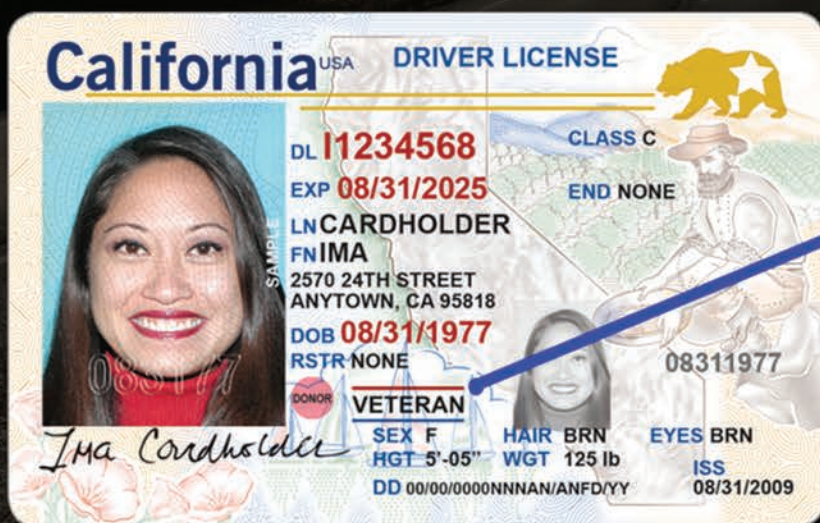 California USA DRIVER LICENSE
DL I1234568 CLASS C
EXP 08/31/2025 END NONE
LN CARDHOLDER
FN IMA
2570 24TH STREET
ANYTOWN, CA 95818
DOB 08/31/1977
RSTR NONE 08311977
SAMPLE
083177
DONOR VETERAN
Ima Cardholder
SEX F HAIR BRN EYES BRN
HGT 5'-05" WGT 125 lb ISS
DD 00/00/0000NNNAN/ANFD/YY 08/31/2009